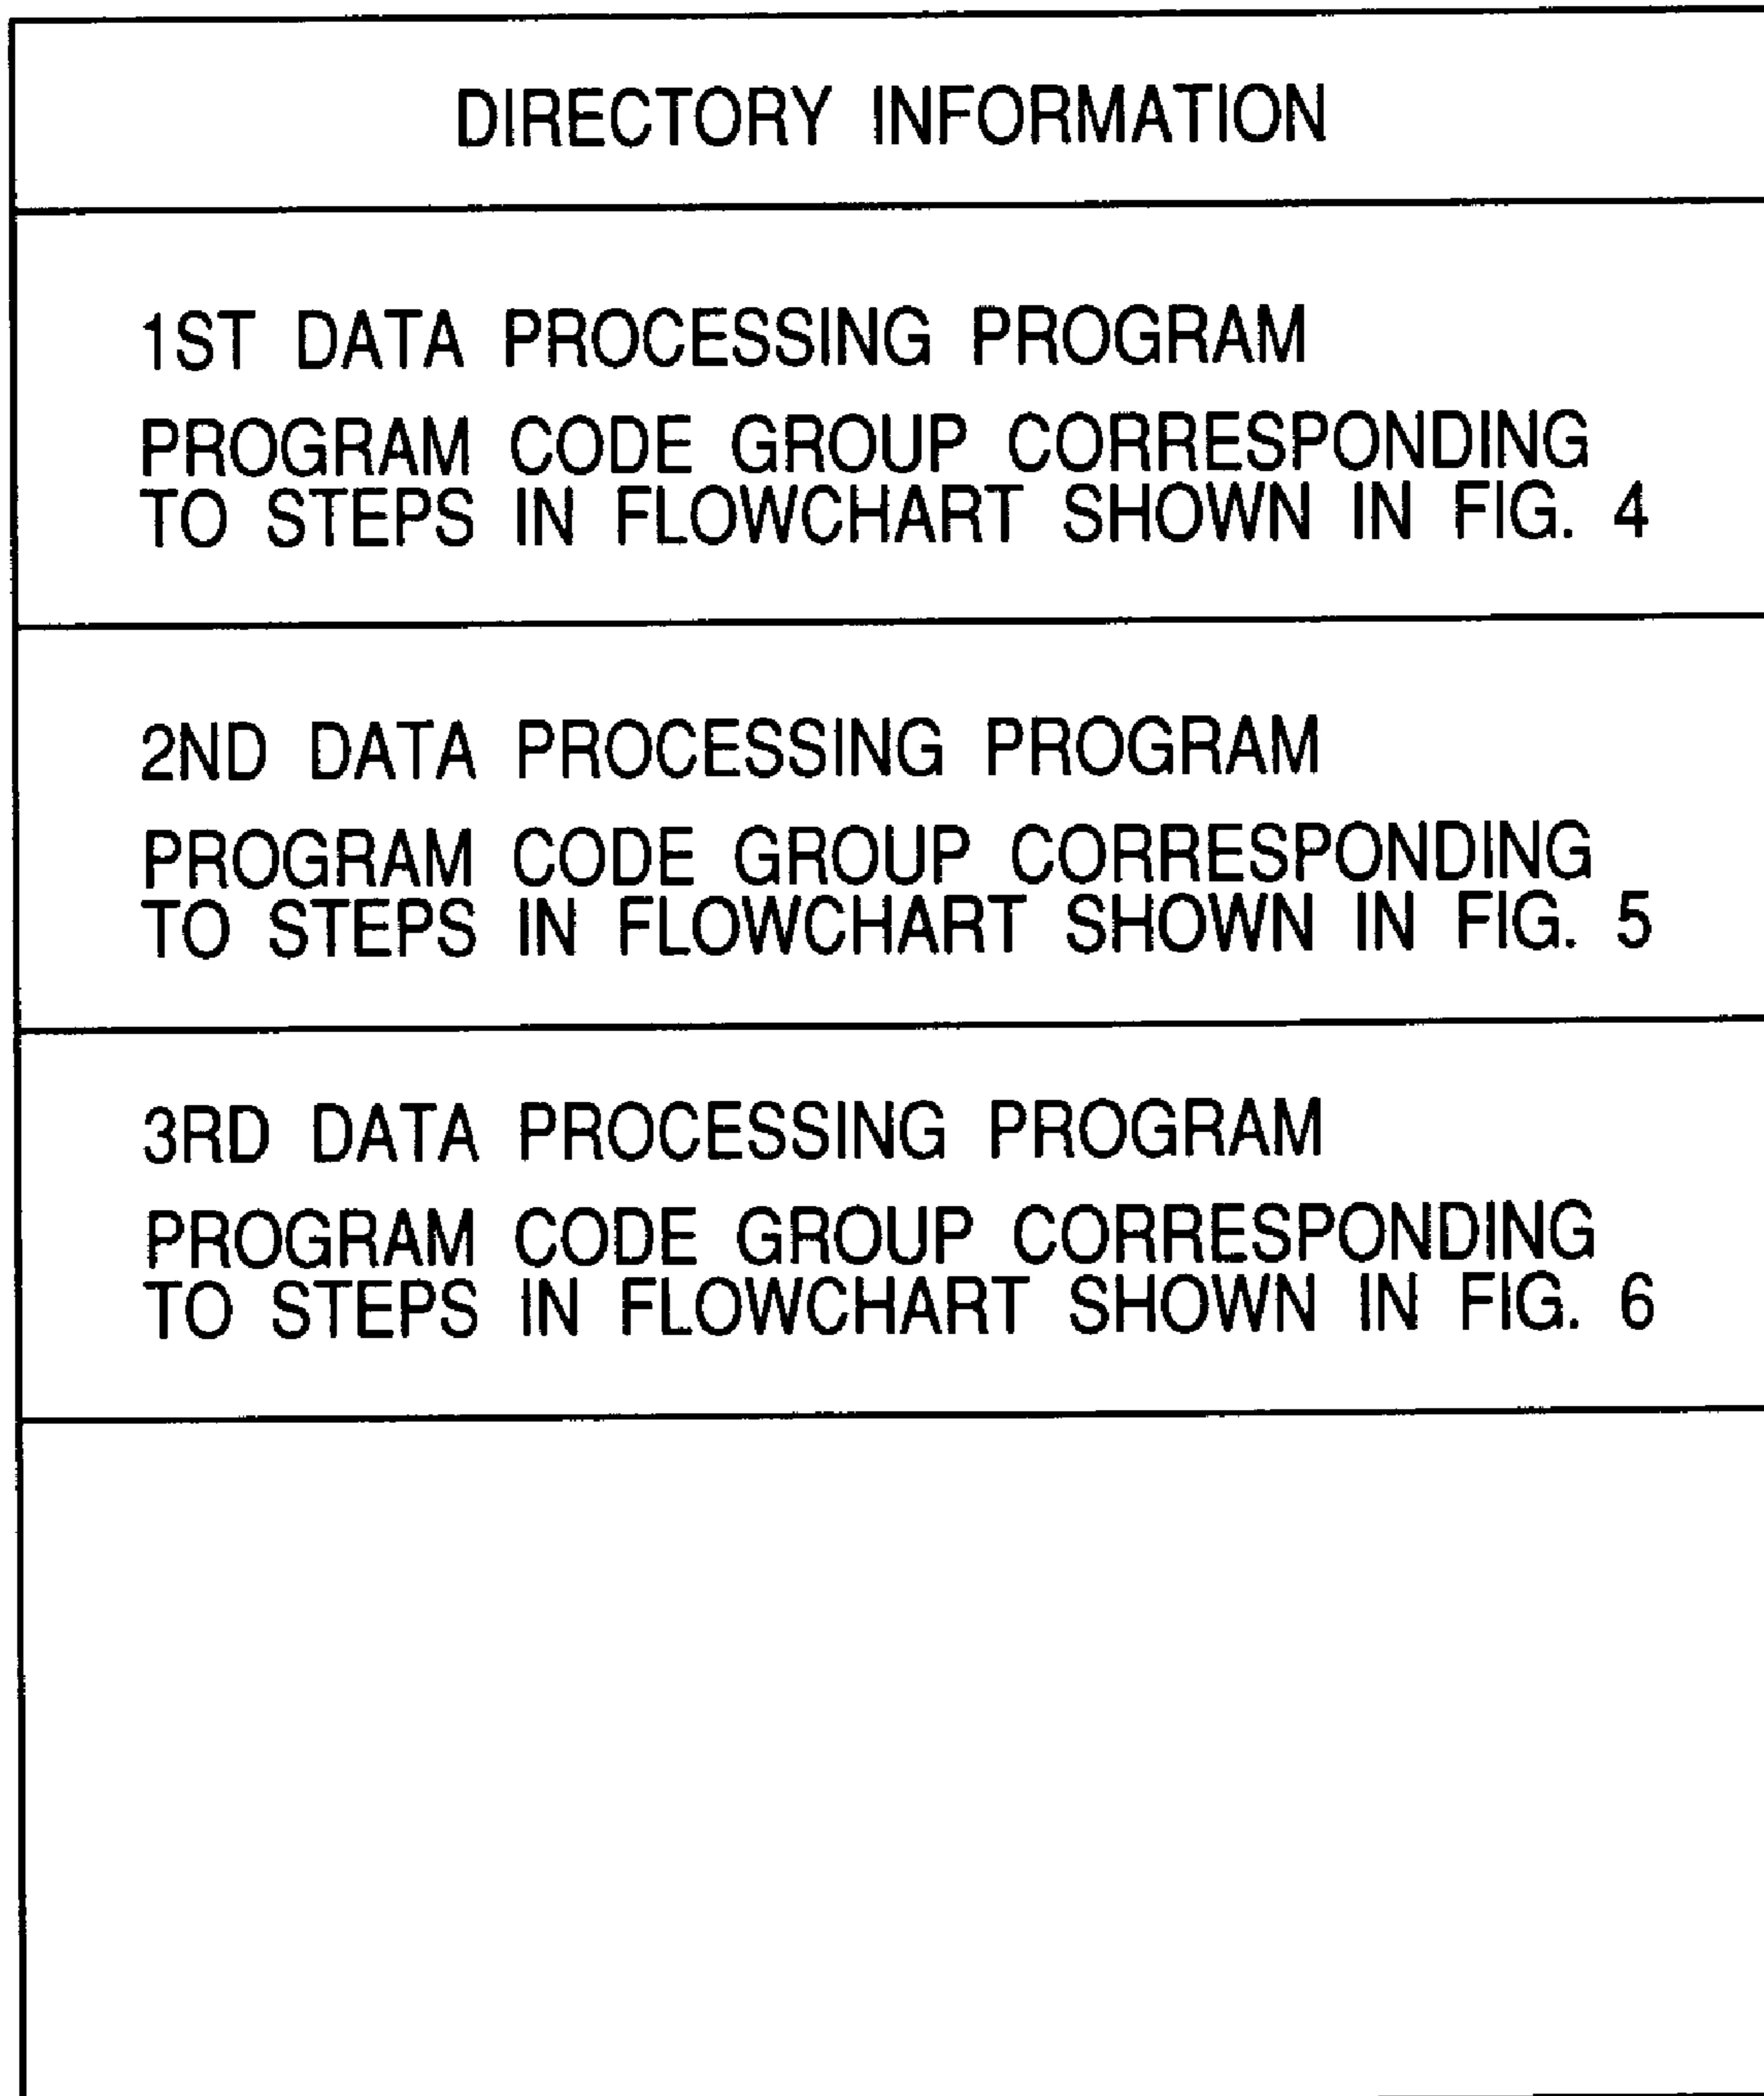 DIRECTORY INFORMATION
1ST DATA PROCESSING PROGRAM
PROGRAM CODE GROUP CORRESPONDING
TO STEPS IN FLOWCHART SHOWN IN FIG. 4
2ND DATA PROCESSING PROGRAM
PROGRAM CODE GROUP CORRESPONDING
TO STEPS IN FLOWCHART SHOWN IN FIG. 5
3RD DATA PROCESSING PROGRAM
PROGRAM CODE GROUP CORRESPONDING
TO STEPS IN FLOWCHART SHOWN IN FIG. 6